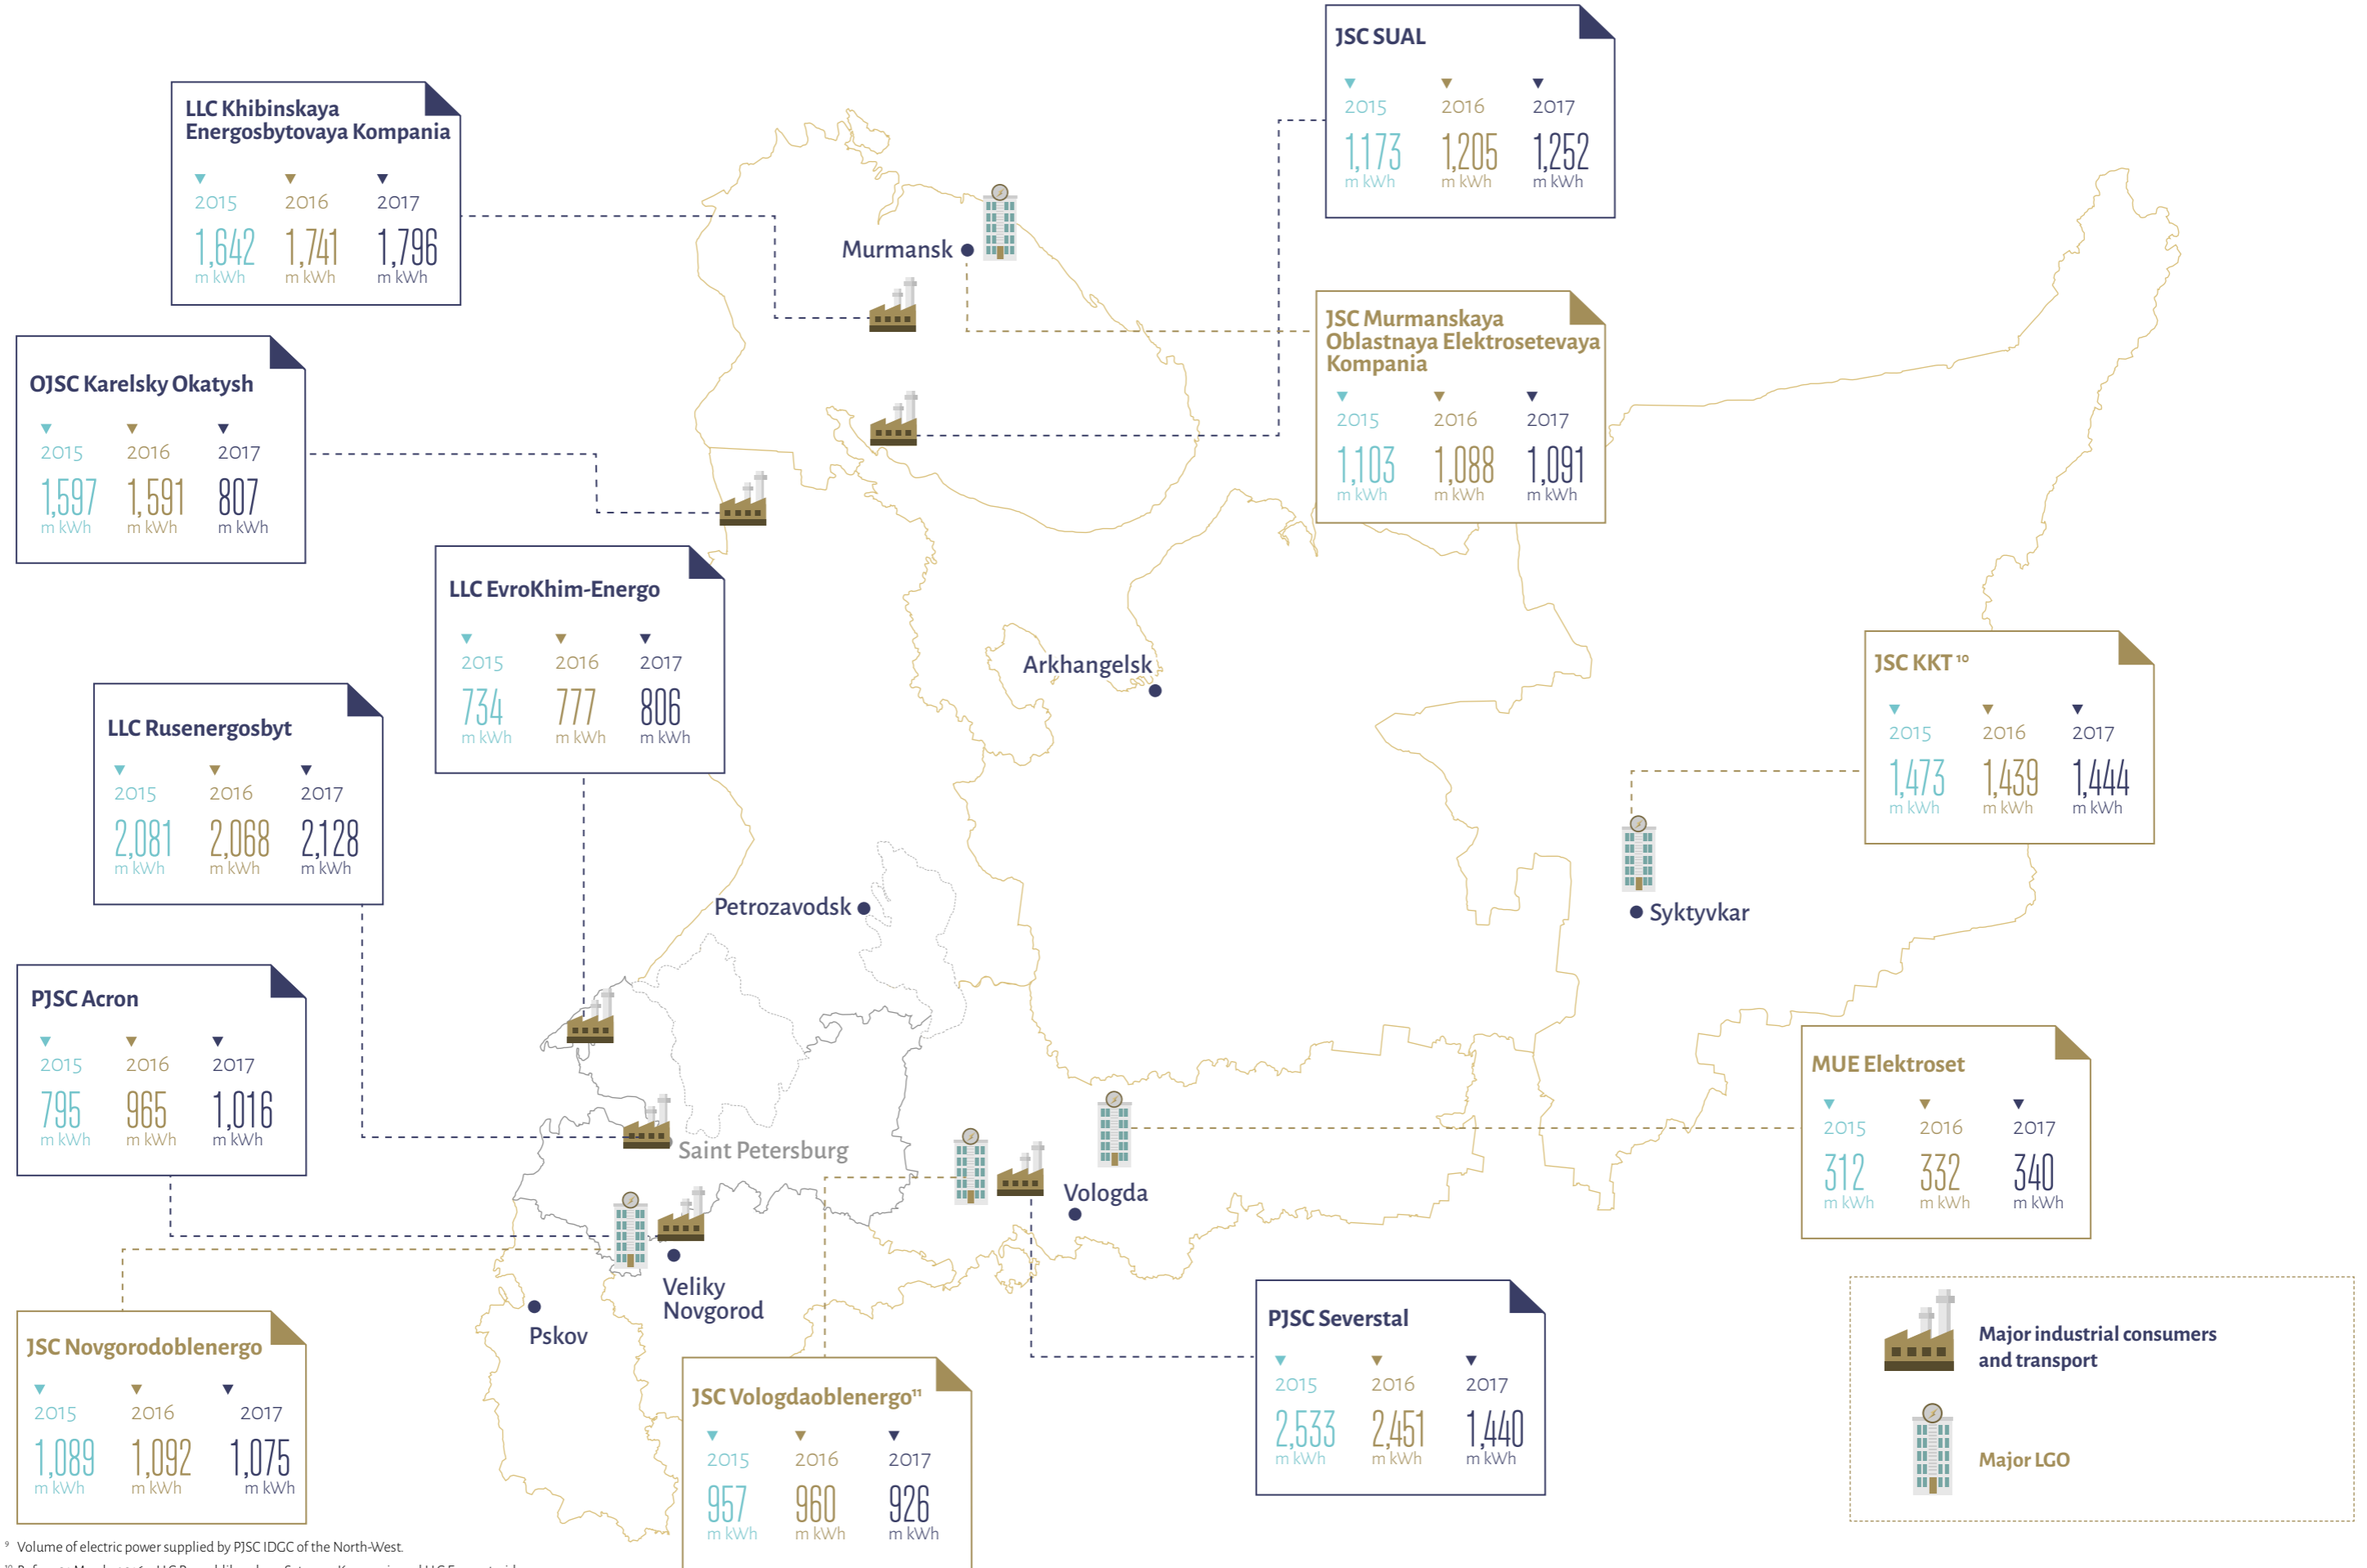 JSC SUAL
2015 2016 2017
1,173 1,205 1,252
m kWh m kWh m kWh
LLC Khibinskaya
Energosbytovaya Kompania
2015 2016 2017
1,642 1,741 1,796
m kWh m kWh m kWh
Murmansk
JSC Murmanskaya
Oblastnaya Elektrosetevaya
Kompania
2015 2016 2017
1,103 1,088 1,091
m kWh m kWh m kWh
OJSC Karelsky Okatysh
2015 2016 2017
1,597 1,591 807
m kWh m kWh m kWh
LLC EvroKhim-Energo
2015 2016 2017
734 777 806
m kWh m kWh m kWh
Arkhangelsk
JSC KKT 10
2015 2016 2017
1,473 1,439 1,444
m kWh m kWh m kWh
LLC Rusenergosbyt
2015 2016 2017
2,081 2,068 2,128
m kWh m kWh m kWh
Petrozavodsk
Syktyvkar
PJSC Acron
2015 2016 2017
795 965 1,016
m kWh m kWh m kWh
MUE Elektroset
2015 2016 2017
312 332 340
m kWh m kWh m kWh
Saint Petersburg
Vologda
Veliky
Novgorod
Pskov
JSC Novgorodoblenergo
2015 2016 2017
1,089 1,092 1,075
m kWh m kWh m kWh
JSC Vologdaoblenergo11
2015 2016 2017
957 960 926
m kWh m kWh m kWh
PJSC Severstal
2015 2016 2017
2,533 2,451 1,440
m kWh m kWh m kWh
Major industrial consumers
and transport
Major LGO
9 Volume of electric power supplied by PJSC IDGC of the North-West.